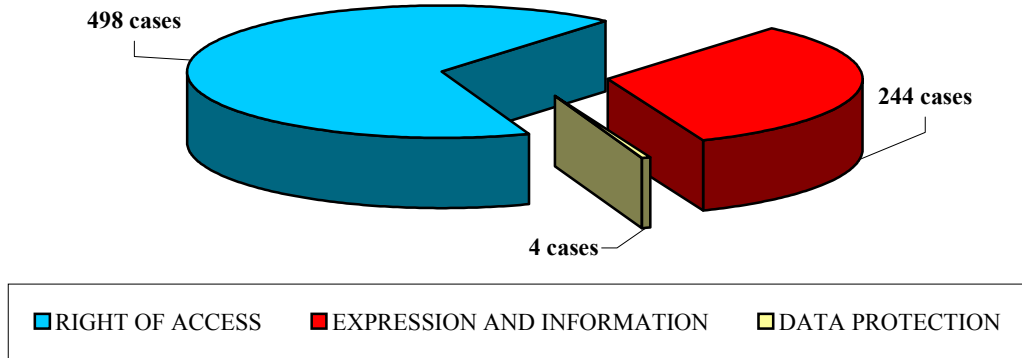 498 cases
244 cases
4 cases
RIGHT OF ACCESS EXPRESSION AND INFORMATION DATA PROTECTION